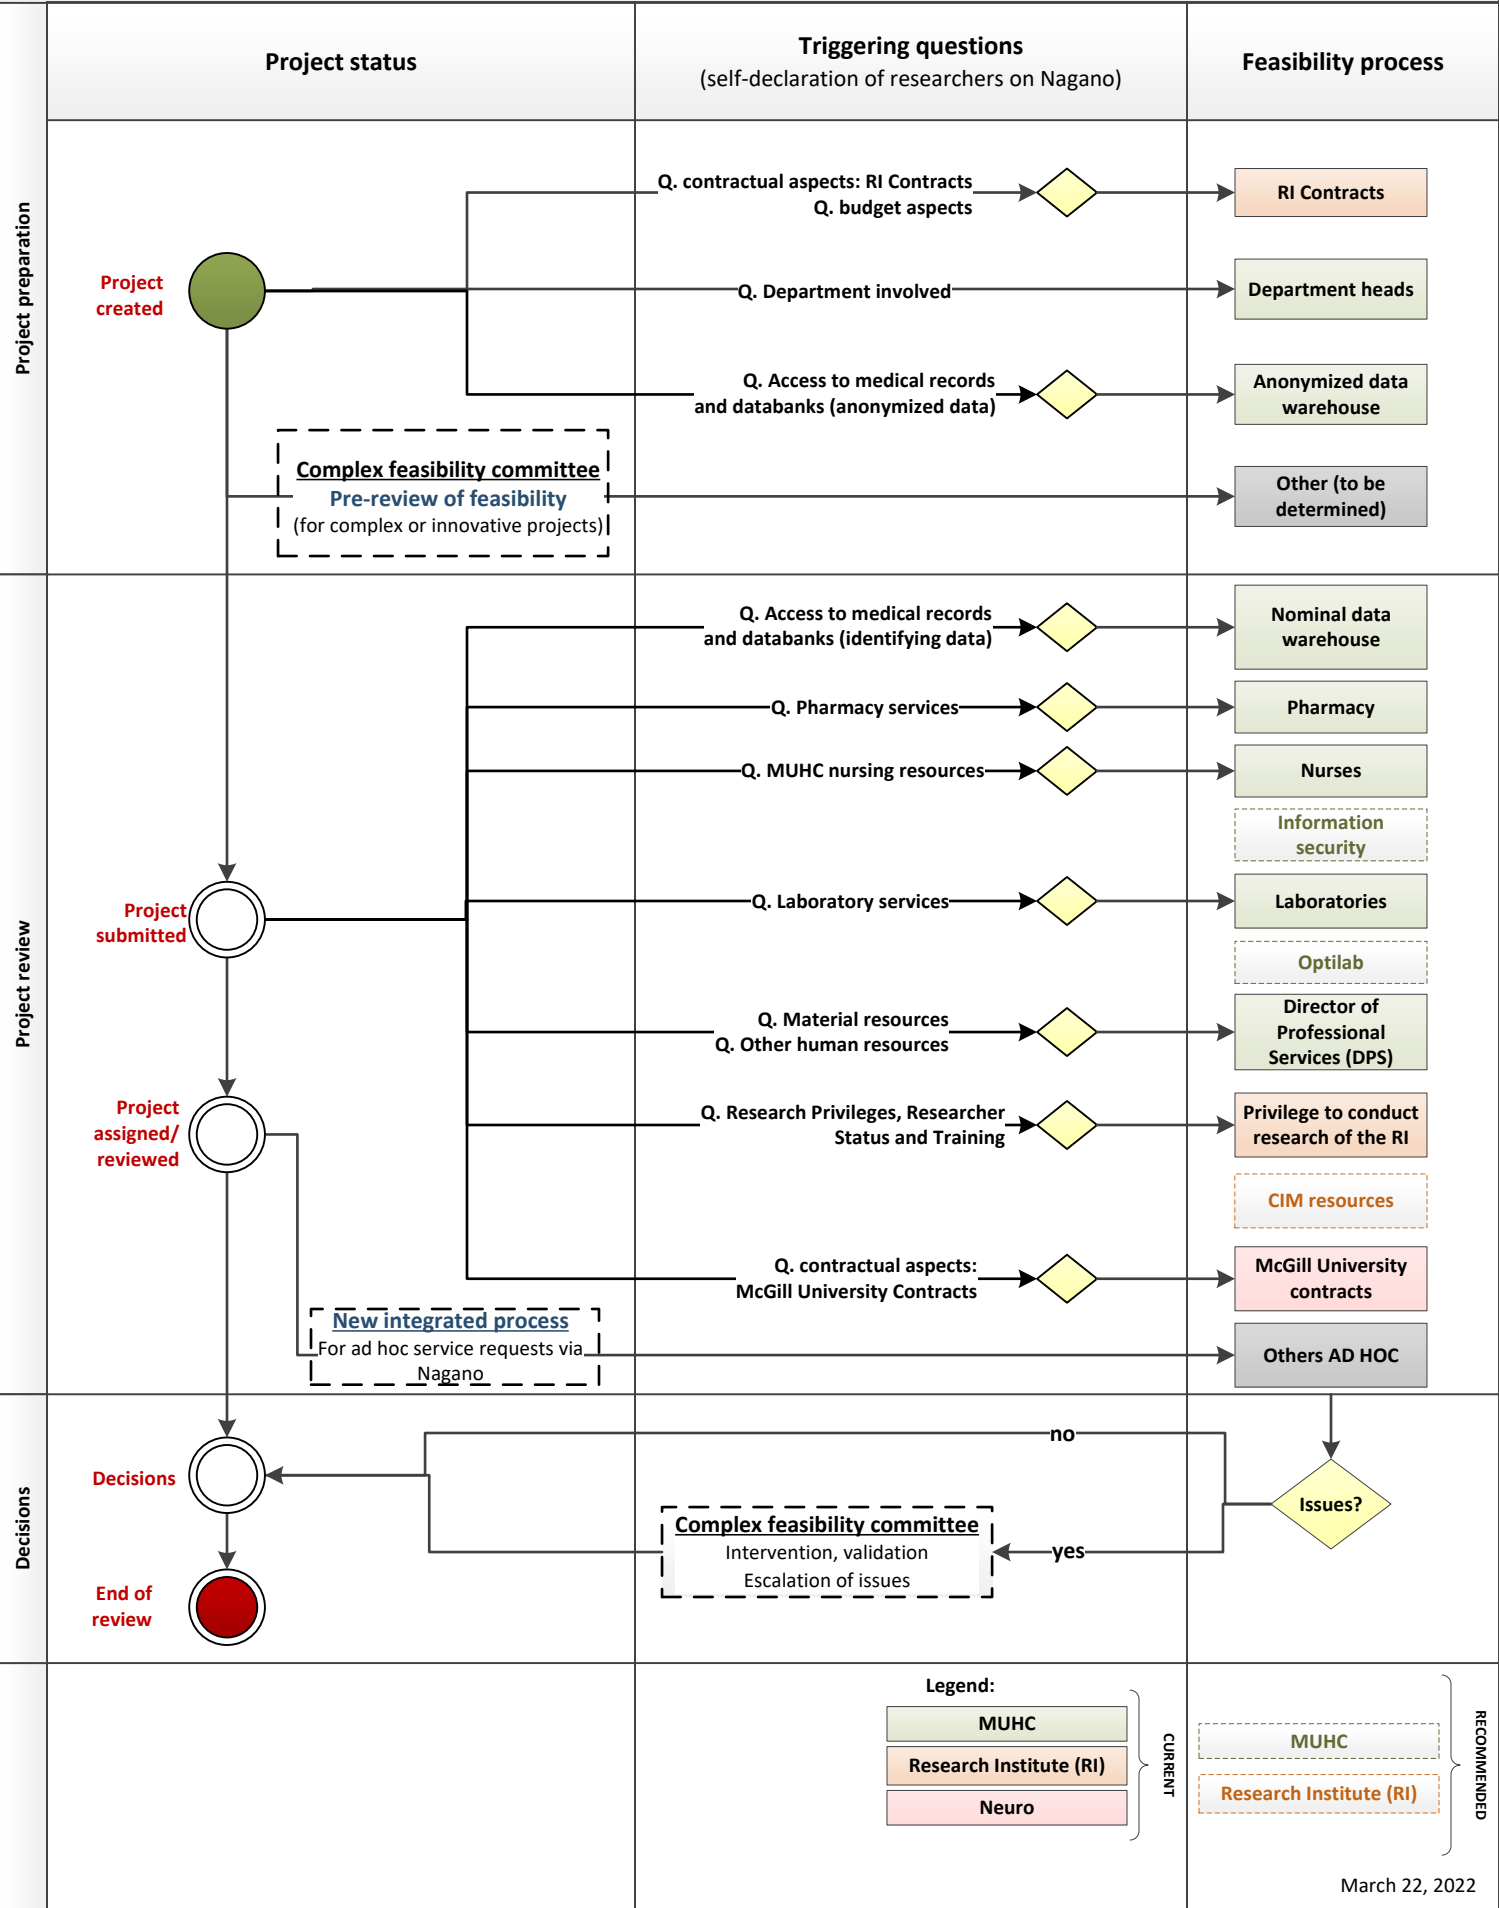 Project status
Triggering questions
(self-declaration of researchers on Nagano)
Feasibility process
Project preparation
Project
created
Q. contractual aspects: RI Contracts
Q. budget aspects
RI Contracts
Q. Department involved
Department heads
Q. Access to medical records
and databanks (anonymized data)
Anonymized data
warehouse
Complex feasibility committee
Pre-review of feasibility
(for complex or innovative projects)
Other (to be
determined)
Project review
Q. Access to medical records
and databanks (identifying data)
Nominal data
warehouse
Q. Pharmacy services
Pharmacy
Q. MUHC nursing resources
Nurses
Information
security
Project
submitted
Q. Laboratory services
Laboratories
Optilab
Q. Material resources
Q. Other human resources
Director of
Professional
Services (DPS)
Project
assigned/
reviewed
Q. Research Privileges, Researcher
Status and Training
Privilege to conduct
research of the RI
CIM resources
Q. contractual aspects:
McGill University Contracts
McGill University
contracts
New integrated process
For ad hoc service requests via
Nagano
Others AD HOC
Decisions
no
Decisions
Issues?
Complex feasibility committee
Intervention, validation
Escalation of issues
yes
End of
review
Legend:
MUHC
Research Institute (RI)
Neuro
CURRENT
MUHC
Research Institute (RI)
RECOMMENDED
March 22, 2022